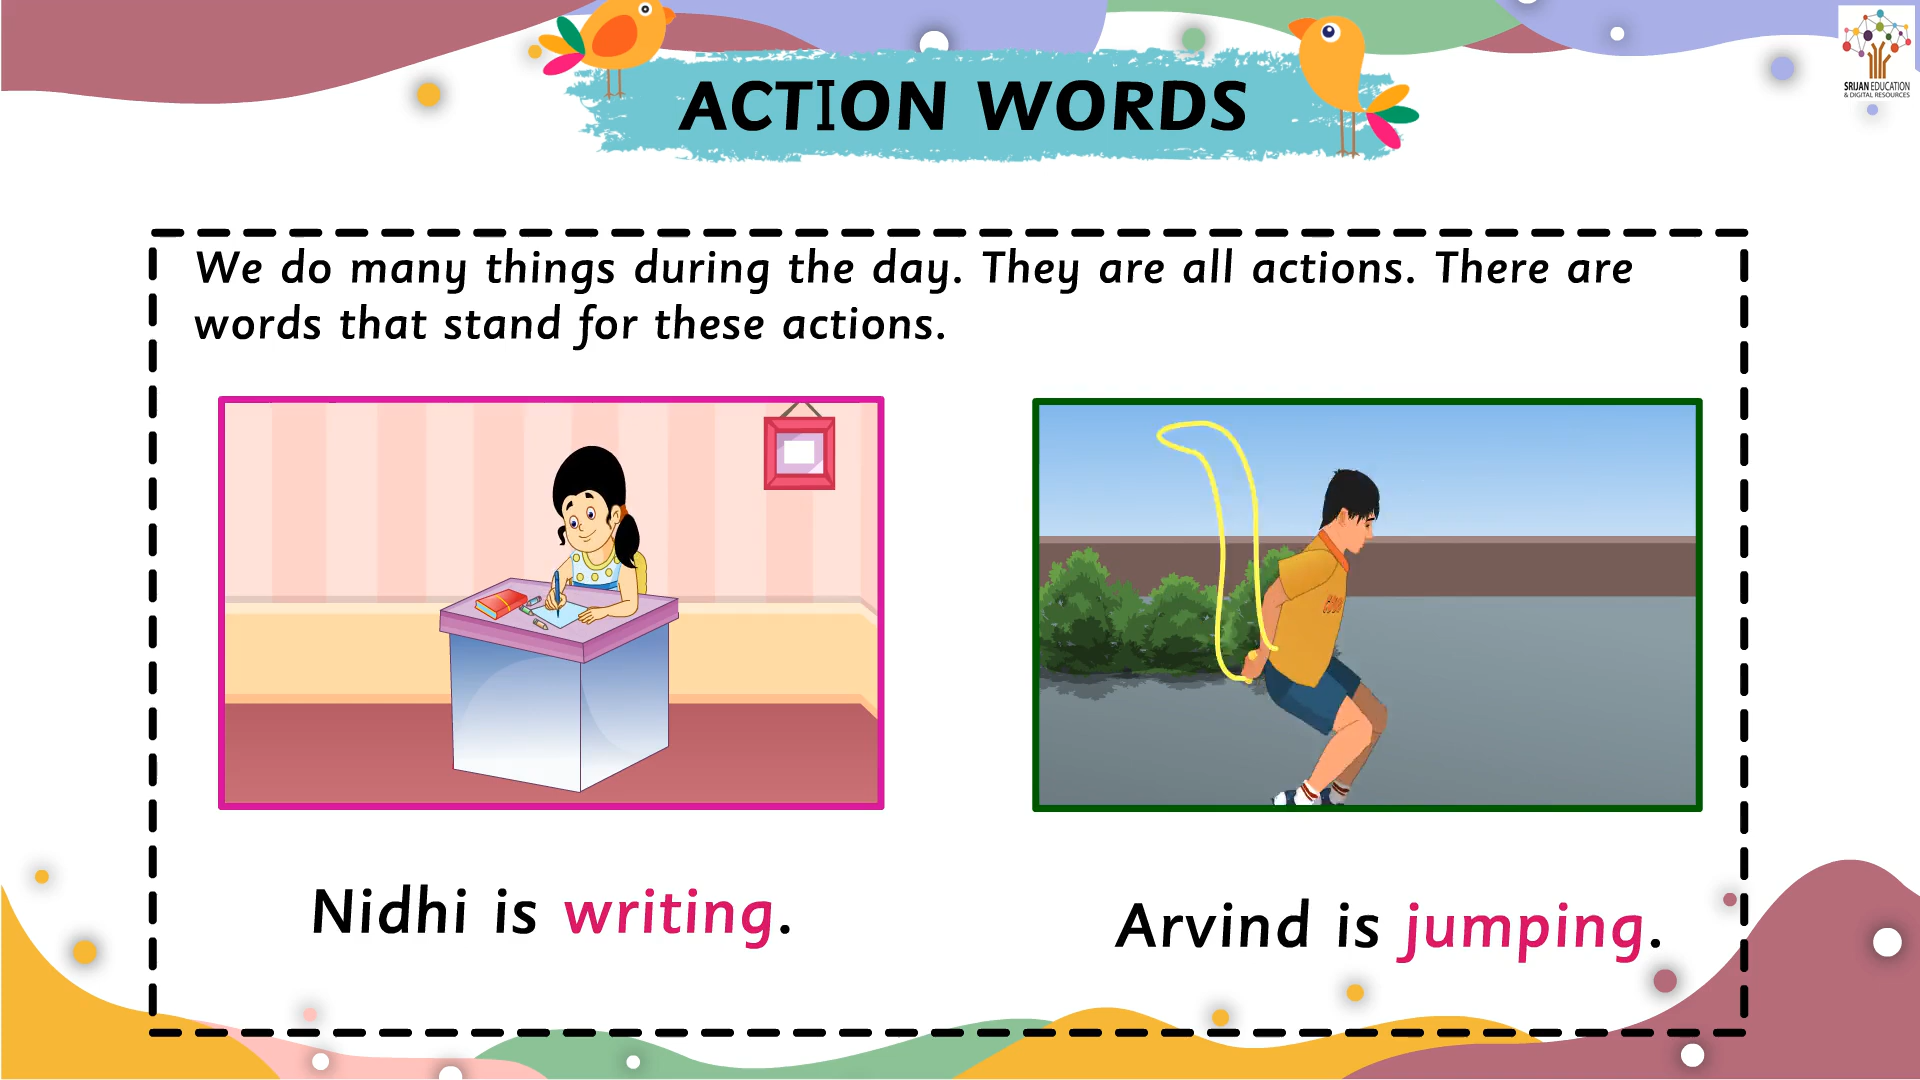 ACTION WORDS
SRIJAN EDUCATION
& DIGITAL RESOURCES
We do many things during the day. They are all actions. There are
words that stand for these actions.
Nidhi is writing.
Arvind is jumping.